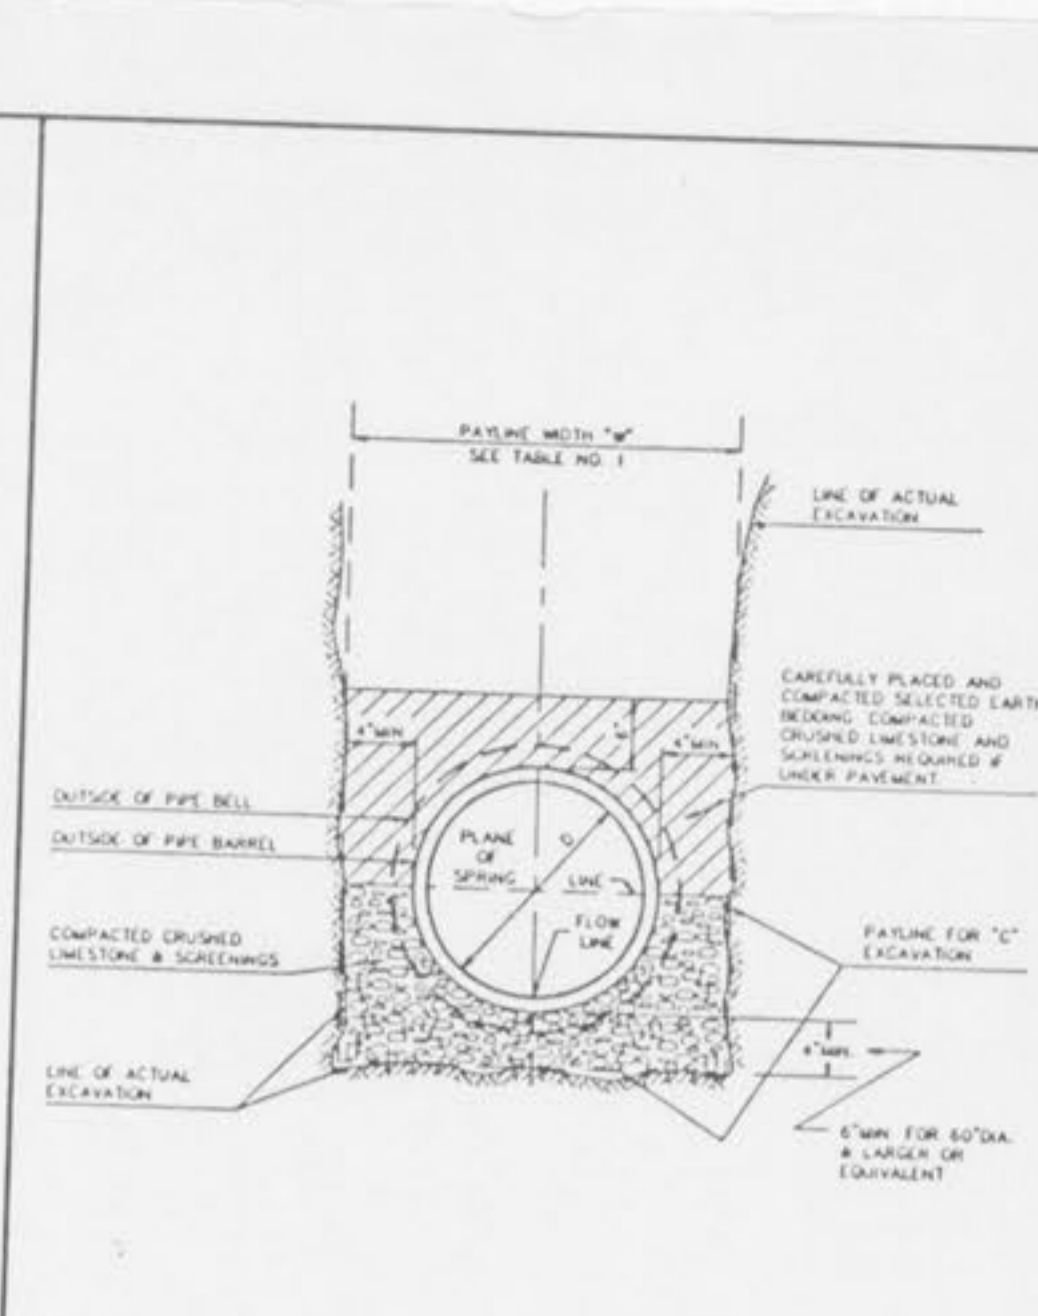 PAYLINE WIDTH "W"
SEE TABLE NO. 1
LINE OF ACTUAL
EXCAVATION
CAREFULLY PLACED AND
COMPACTED SELECTED EARTH
BEDDING COMPACTED
CRUSHED LIMESTONE AND
SCREENINGS REQUIRED IF
UNDER PAVEMENT.
4" MIN
4" MIN
OUTSIDE OF PIPE BELL
OUTSIDE OF PIPE BARREL
D
PLANE
OF
SPRING LINE
FLOW
LINE
COMPACTED CRUSHED
LIMESTONE & SCREENINGS
PAYLINE FOR "C"
EXCAVATION
LINE OF ACTUAL
EXCAVATION
4" MIN.
6" MIN FOR 60" DIA.
& LARGER OR
EQUIVALENT